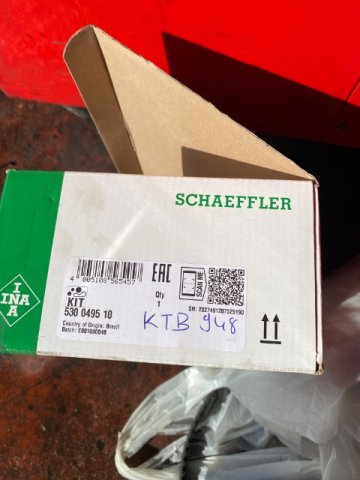 SCHAEFFLER
INA
INA
4 005108 965457
EAC
SCAN ME
KIT
530 0495 10
Qty
1
Country of Origin: Brazil
KTB 948